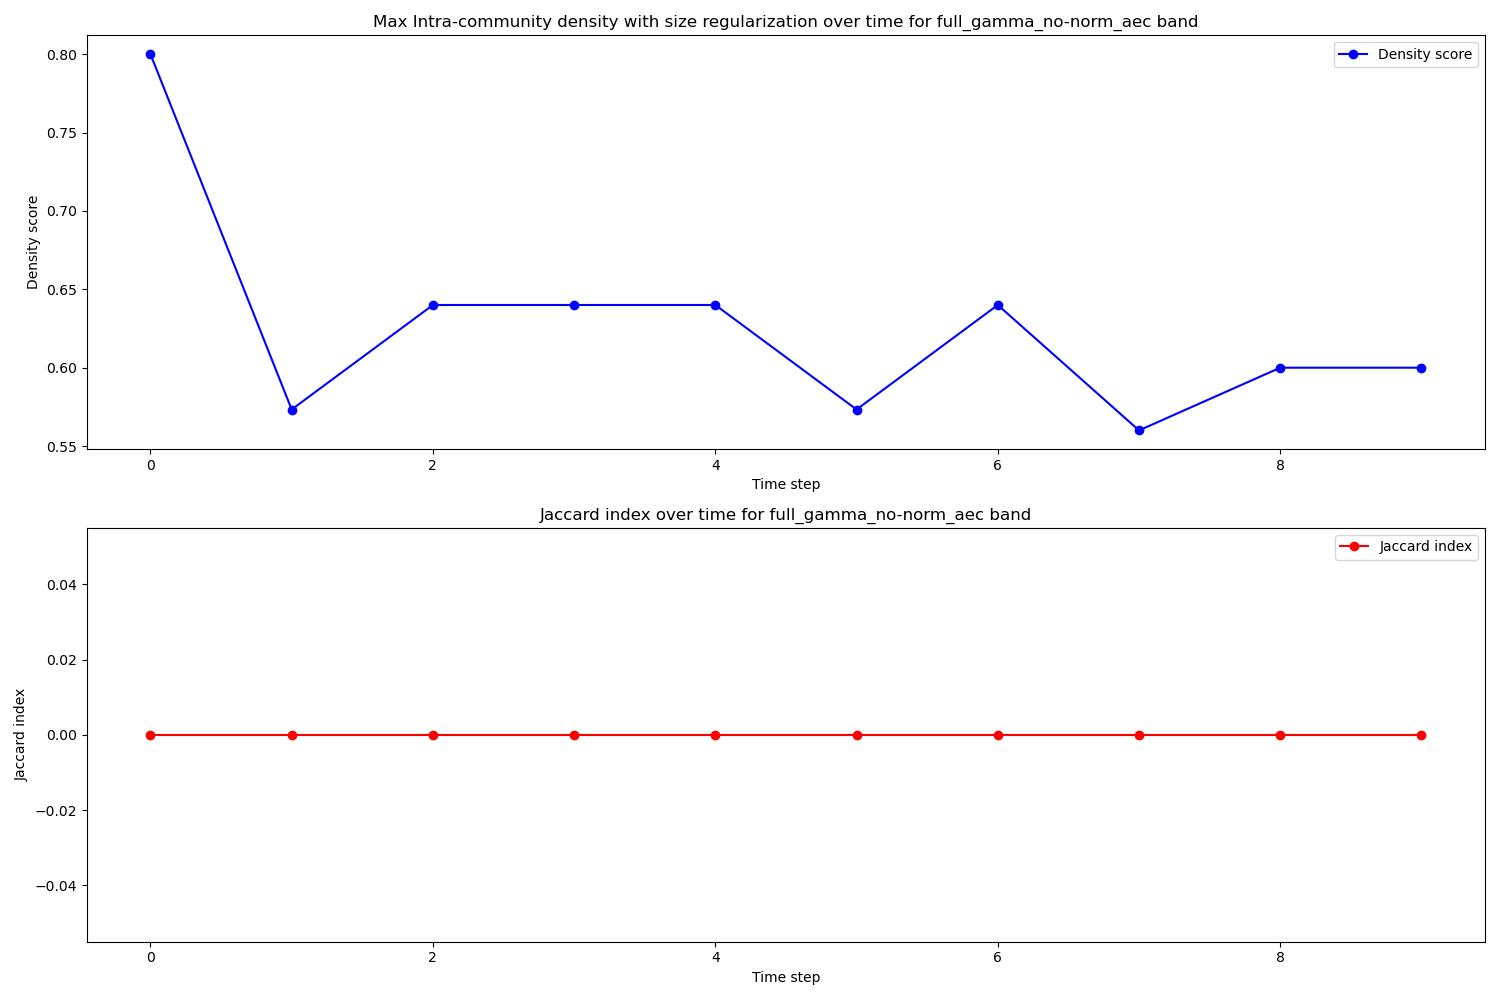 Max Intra-community density with size regularization over time for full_gamma_no-norm_aec band
Density score
0.80
0.75
0.70
0.65
0.60
0.55
Density score
0 2 4 6 8
Time step
Jaccard index over time for full_gamma_no-norm_aec band
Jaccard index
0.04
0.02
0.00
−0.02
−0.04
Jaccard index
0 2 4 6 8
Time step